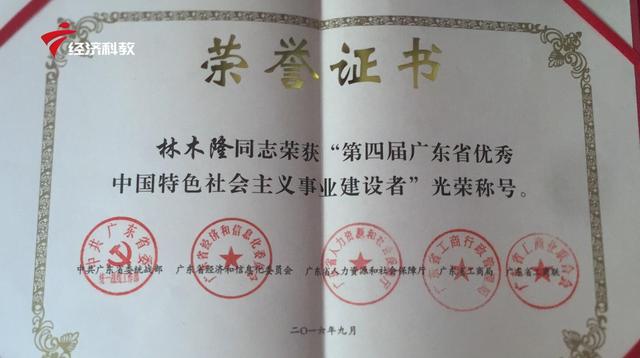 经济科教
荣誉证书
林木隆同志荣获“第四届广东省优秀
中国特色社会主义事业建设者”光荣称号。
中共广东省委统战部 广东省经济和信息化委员会 广东省人力资源和社会保障厅 广东省工商局 广东省工商联
二〇一六年九月